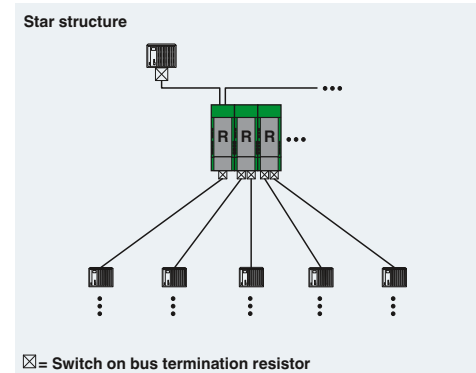 Star structure
R R R
= Switch on bus termination resistor